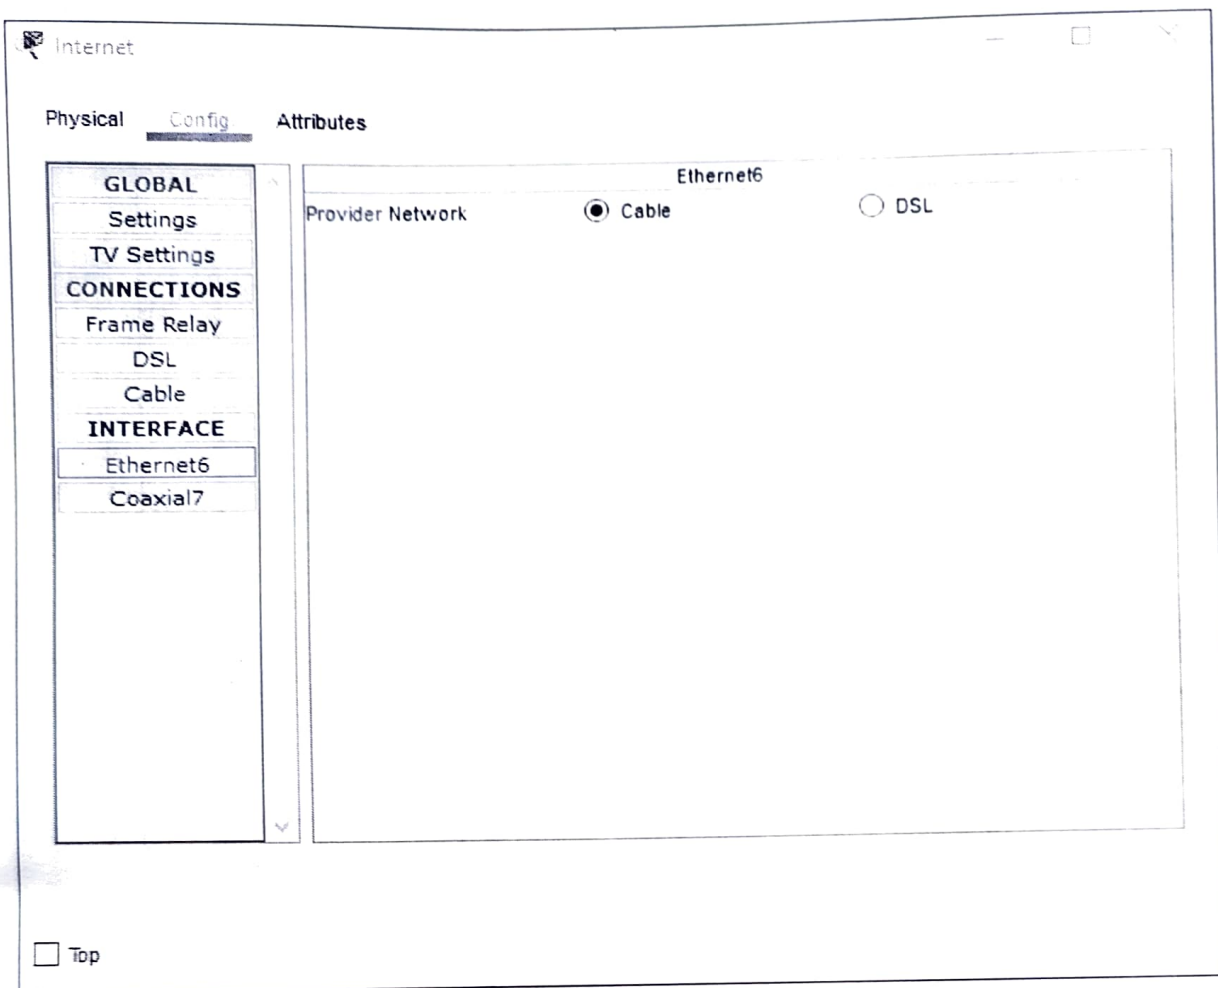 Internet
Physical Config Attributes
GLOBAL
Settings
TV Settings
CONNECTIONS
Frame Relay
DSL
Cable
INTERFACE
Ethernet6
Coaxial7
Ethernet6
Provider Network Cable DSL
Top